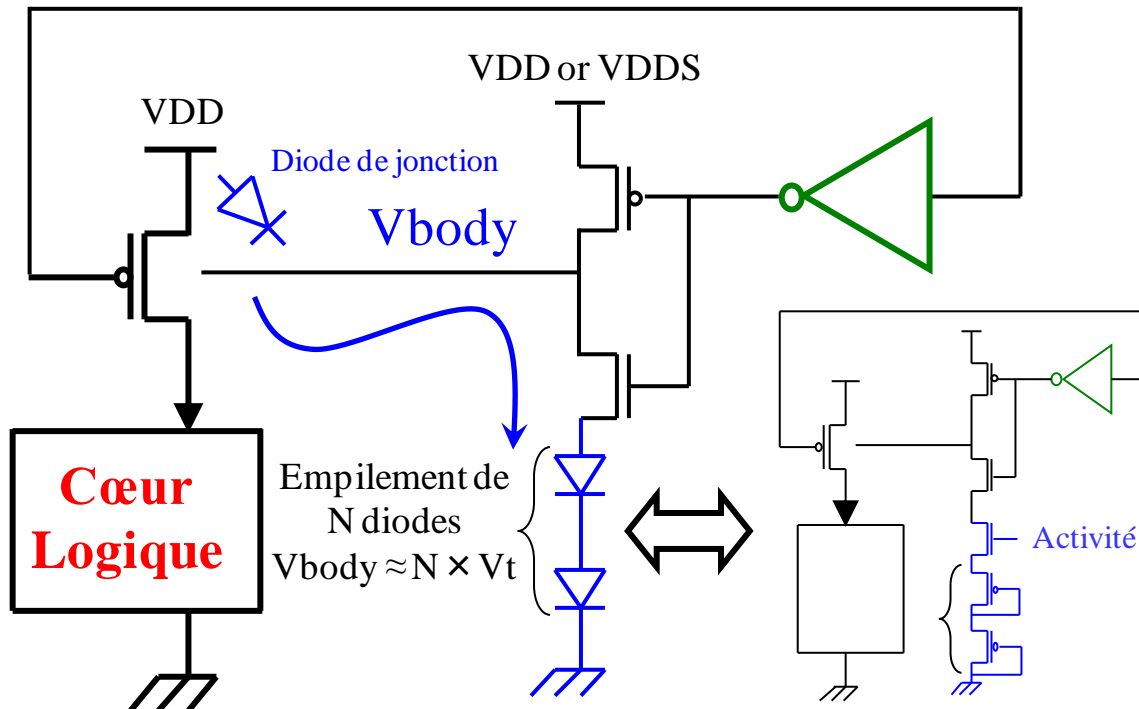 VDD or VDDS
VDD
Diode de jonction
Vbody
Cœur
Logique
Empilement de
N diodes
Vbody ≈ N × Vt
Activité